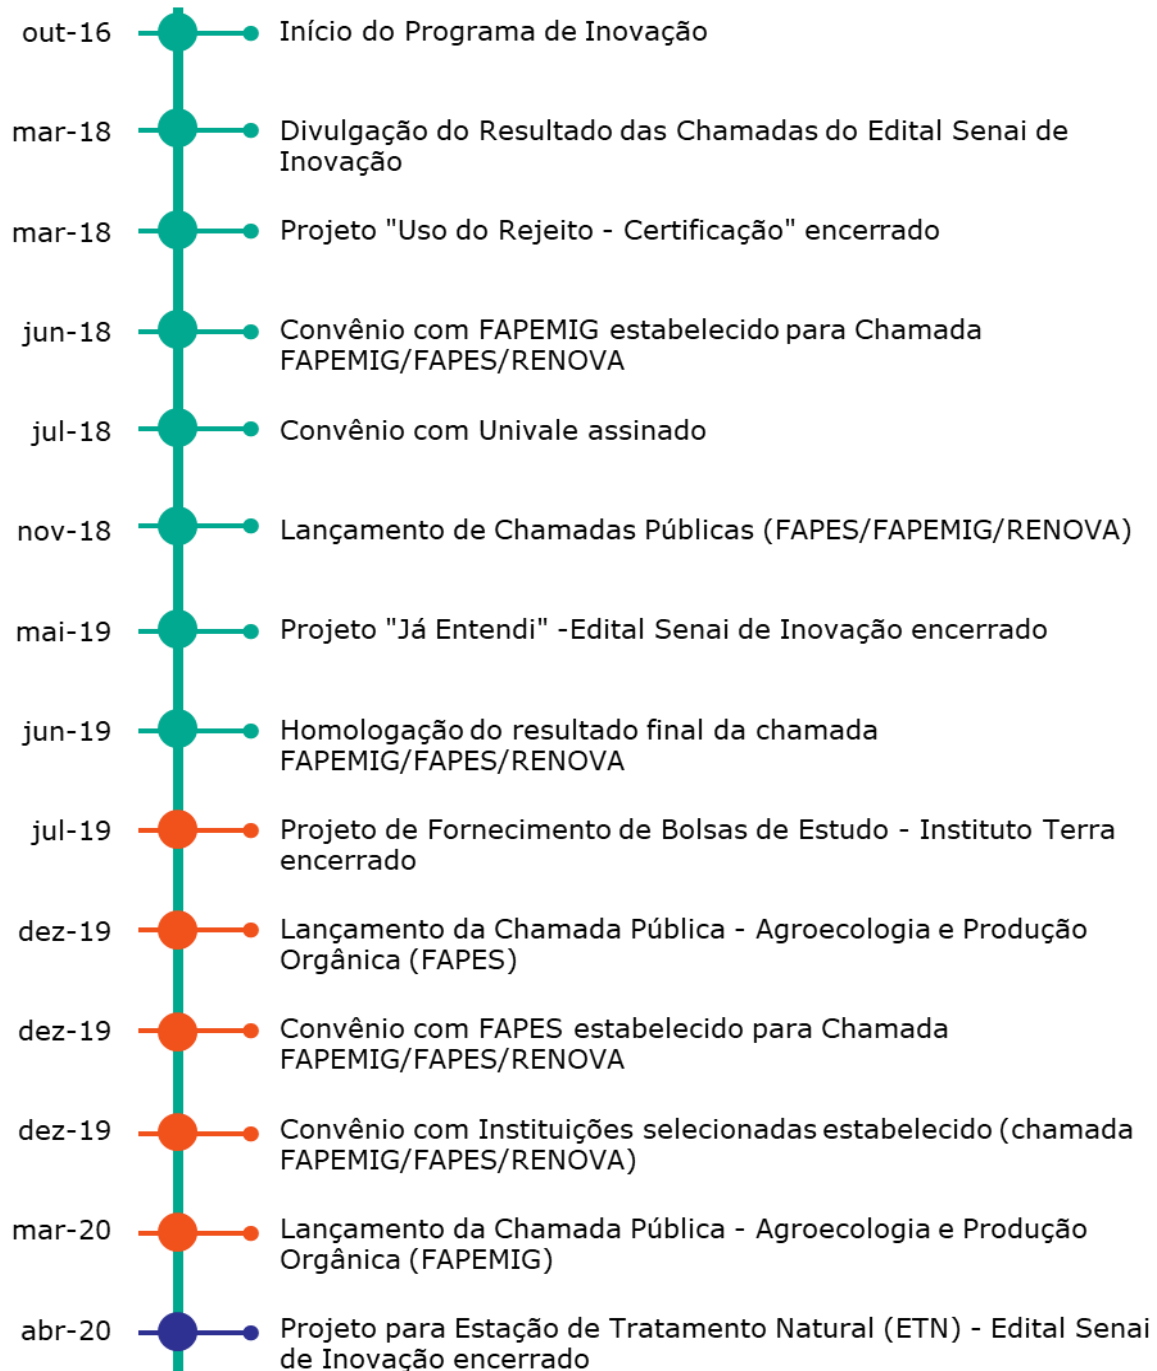 out-16 Início do Programa de Inovação
mar-18 Divulgação do Resultado das Chamadas do Edital Senai de
Inovação
mar-18 Projeto "Uso do Rejeito - Certificação" encerrado
jun-18 Convênio com FAPEMIG estabelecido para Chamada
FAPEMIG/FAPES/RENOVA
jul-18 Convênio com Univale assinado
nov-18 Lançamento de Chamadas Públicas (FAPES/FAPEMIG/RENOVA)
mai-19 Projeto "Já Entendi" -Edital Senai de Inovação encerrado
jun-19 Homologação do resultado final da chamada
FAPEMIG/FAPES/RENOVA
jul-19 Projeto de Fornecimento de Bolsas de Estudo - Instituto Terra
encerrado
dez-19 Lançamento da Chamada Pública - Agroecologia e Produção
Orgânica (FAPES)
dez-19 Convênio com FAPES estabelecido para Chamada
FAPEMIG/FAPES/RENOVA
dez-19 Convênio com Instituições selecionadas estabelecido (chamada
FAPEMIG/FAPES/RENOVA)
mar-20 Lançamento da Chamada Pública - Agroecologia e Produção
Orgânica (FAPEMIG)
abr-20 Projeto para Estação de Tratamento Natural (ETN) - Edital Senai
de Inovação encerrado